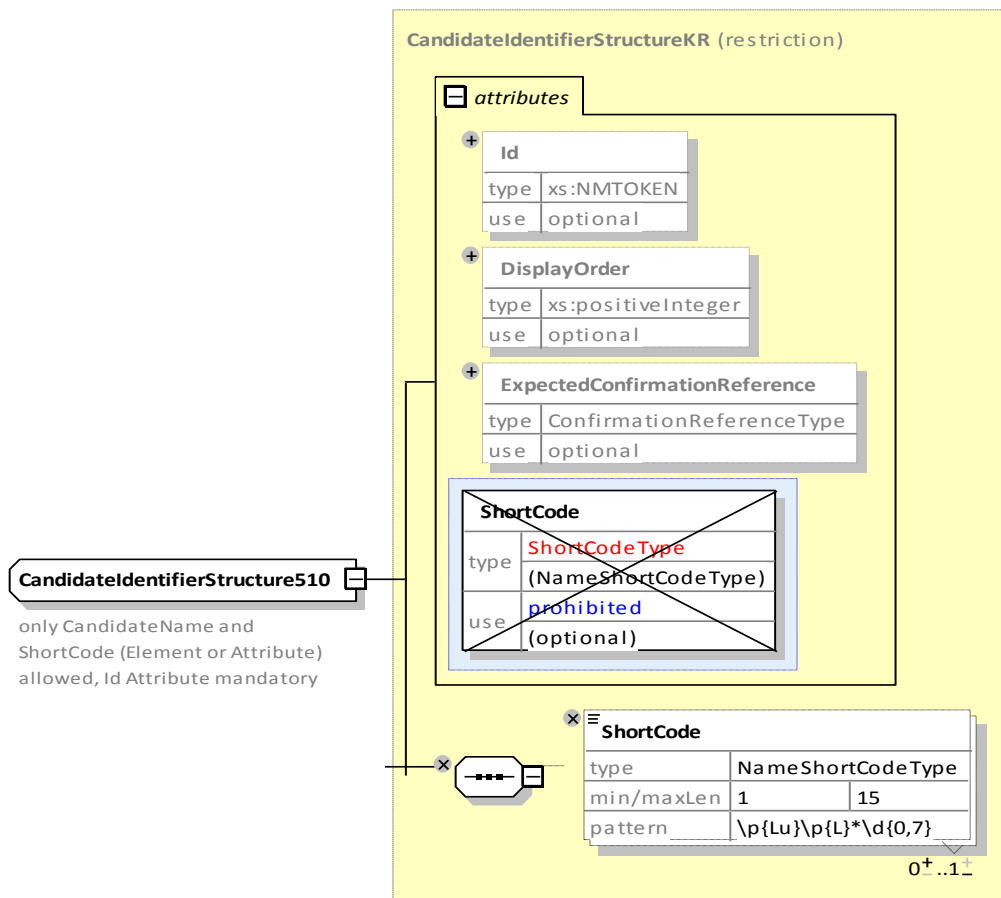 CandidateIdentifierStructureKR (restriction)
attributes
Id
type xs:NMTOKEN
use optional
DisplayOrder
type xs:positiveInteger
use optional
ExpectedConfirmationReference
type ConfirmationReferenceType
use optional
ShortCode
type ShortCodeType
(NameShortCodeType)
use prohibited
(optional)
CandidateIdentifierStructure510
only CandidateName and
ShortCode (Element or Attribute)
allowed, Id Attribute mandatory
ShortCode
type NameShortCodeType
min/maxLen 1 15
pattern \p{Lu}\p{L}*\d{0,7}
0±..1±